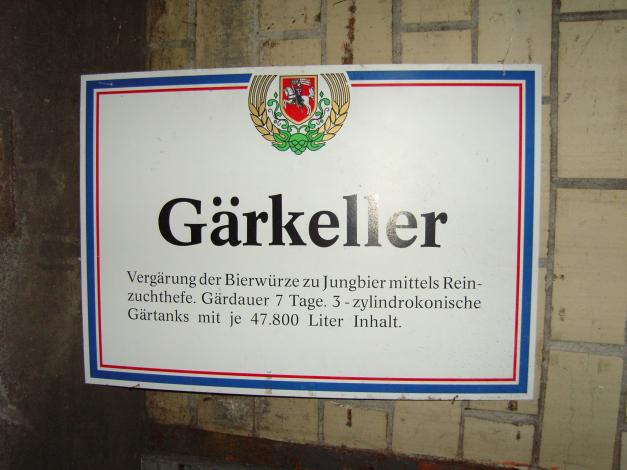 Gärkeller
Vergärung der Bierwürze zu Jungbier mittels Rein-
zuchthefe. Gärdauer 7 Tage. 3 - zylindrokonische
Gärtanks mit je 47.800 Liter Inhalt.